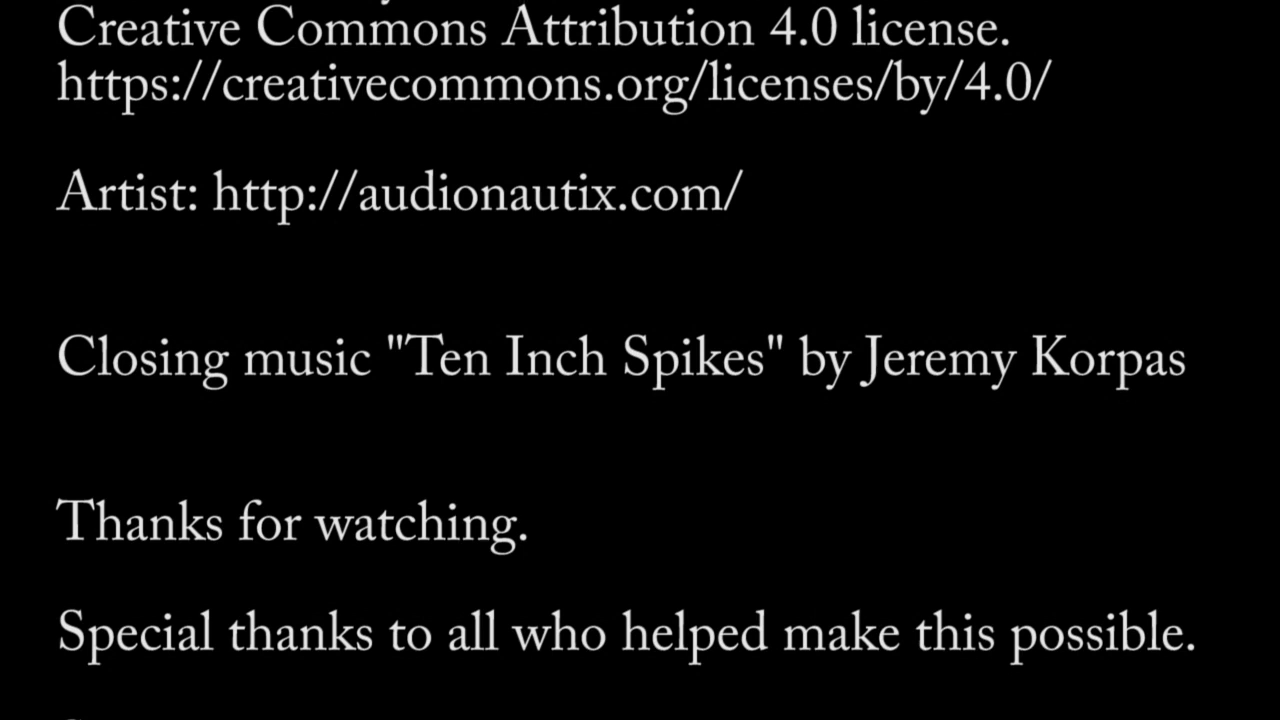 Creative Commons Attribution 4.0 license.
https://creativecommons.org/licenses/by/4.0/
Artist: http://audionautix.com/
Closing music "Ten Inch Spikes" by Jeremy Korpas
Thanks for watching.
Special thanks to all who helped make this possible.